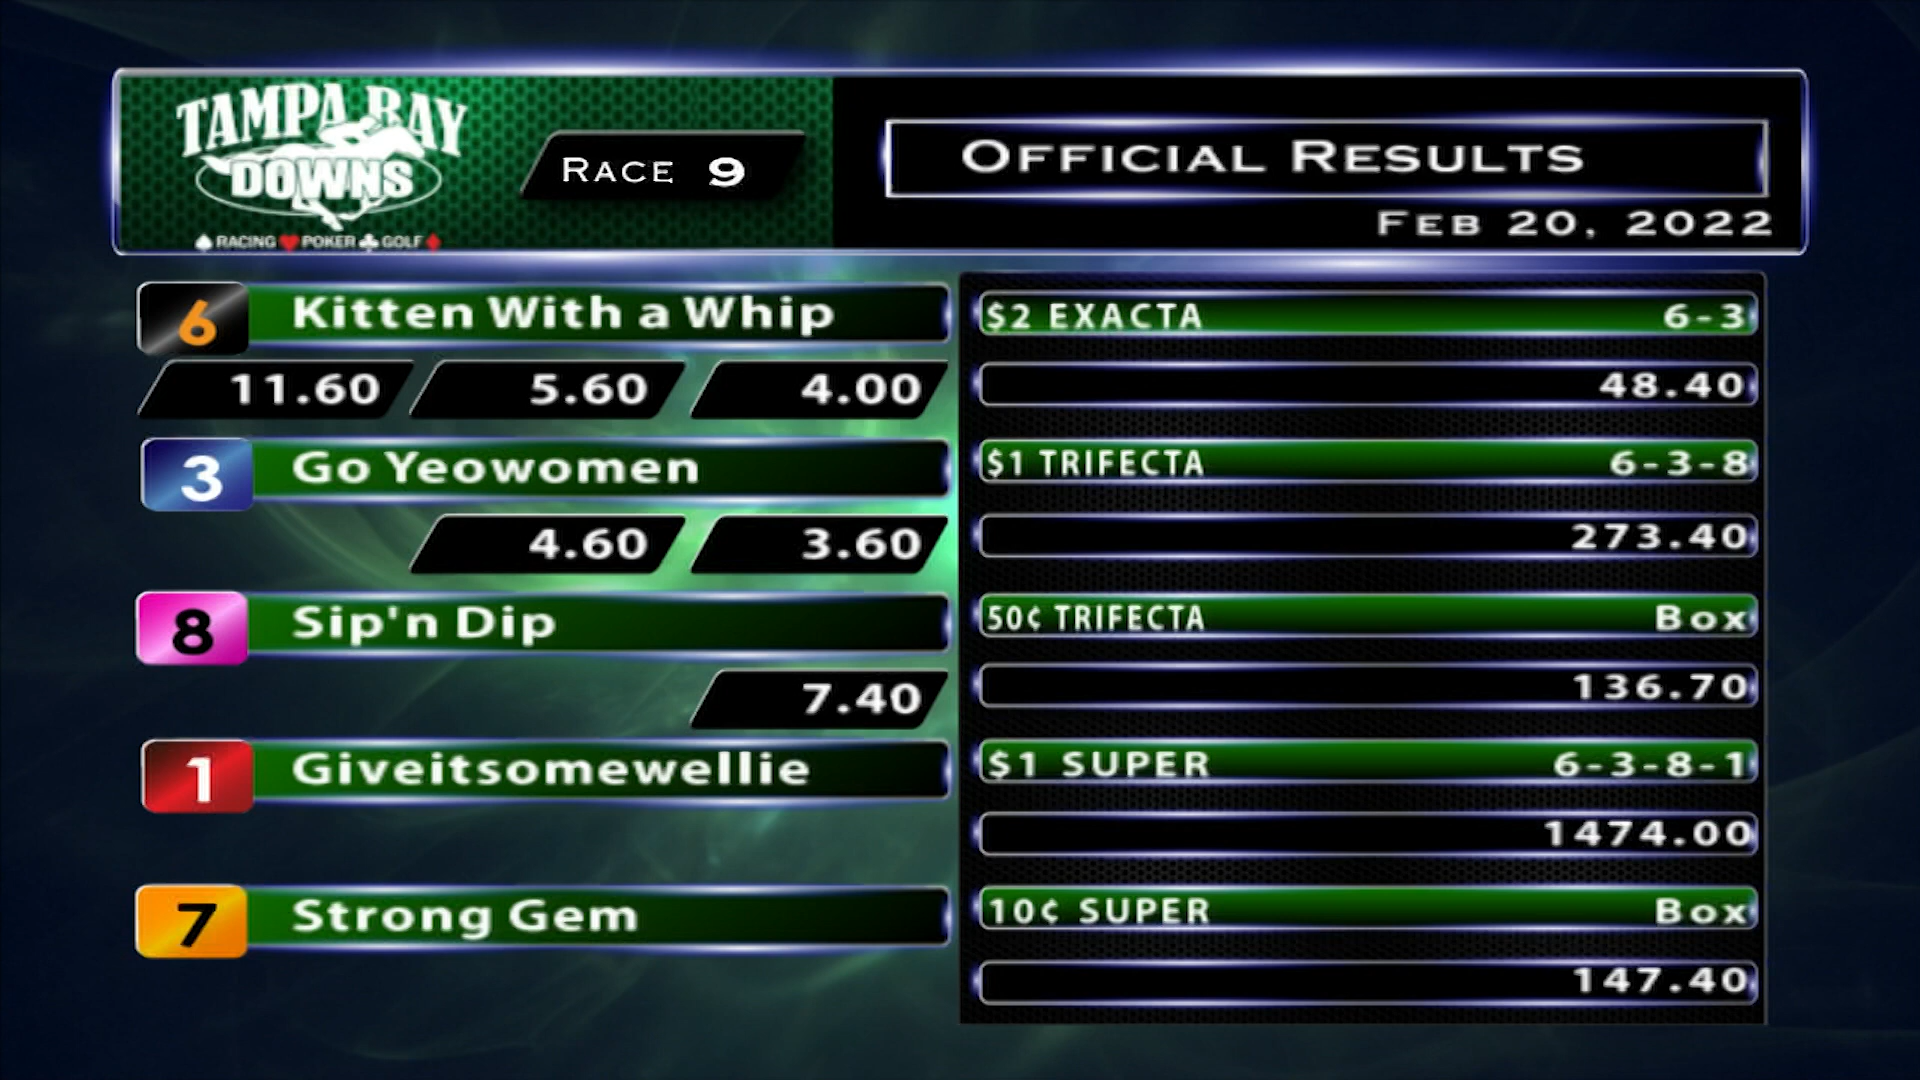 TAMPA BAY
DOWNS
RACING POKER GOLF
RACE 9
OFFICIAL RESULTS
FEB 20, 2022
6 Kitten With a Whip
11.60 5.60 4.00
3 Go Yeowomen
4.60 3.60
8 Sip'n Dip
7.40
1 Giveitsomewellie
7 Strong Gem
$2 EXACTA 6-3
48.40
$1 TRIFECTA 6-3-8
273.40
50¢ TRIFECTA Box
136.70
$1 SUPER 6-3-8-1
1474.00
10¢ SUPER Box
147.40